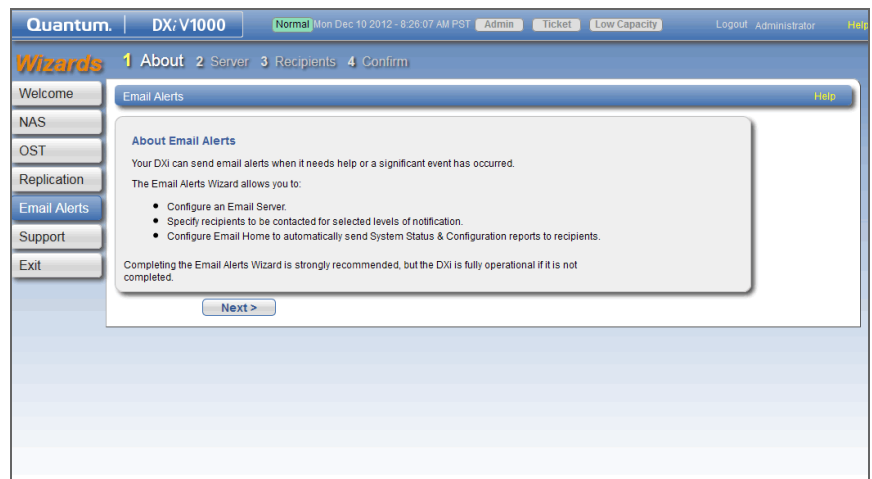 Quantum. DXi V1000 Normal Mon Dec 10 2012 - 8:26:07 AM PST Admin Ticket Low Capacity Logout Administrator Help
Wizards 1 About 2 Server 3 Recipients 4 Confirm
Welcome
NAS
OST
Replication
Email Alerts
Support
Exit
Email Alerts Help
About Email Alerts
Your DXi can send email alerts when it needs help or a significant event has occurred.
The Email Alerts Wizard allows you to:
• Configure an Email Server.
• Specify recipients to be contacted for selected levels of notification.
• Configure Email Home to automatically send System Status & Configuration reports to recipients.
Completing the Email Alerts Wizard is strongly recommended, but the DXi is fully operational if it is not
completed.
Next >